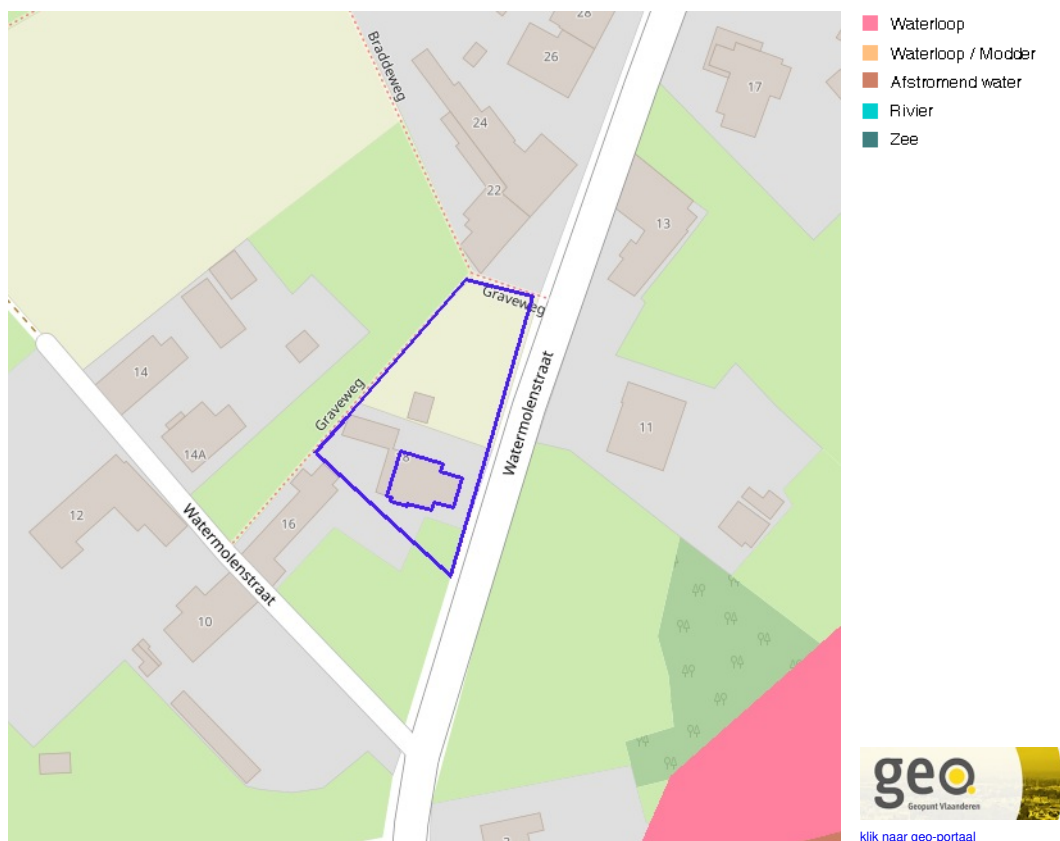 Waterloop
Waterloop / Modder
Afstromend water
Rivier
Zee
28
26
17
Braddeweg
24
22
13
Graveweg
14
Graveweg
Watermolenstraat
11
14A
8
12
16
Watermolenstraat
10
geo
Geopunt Vlaanderen
klik naar geo-portaal